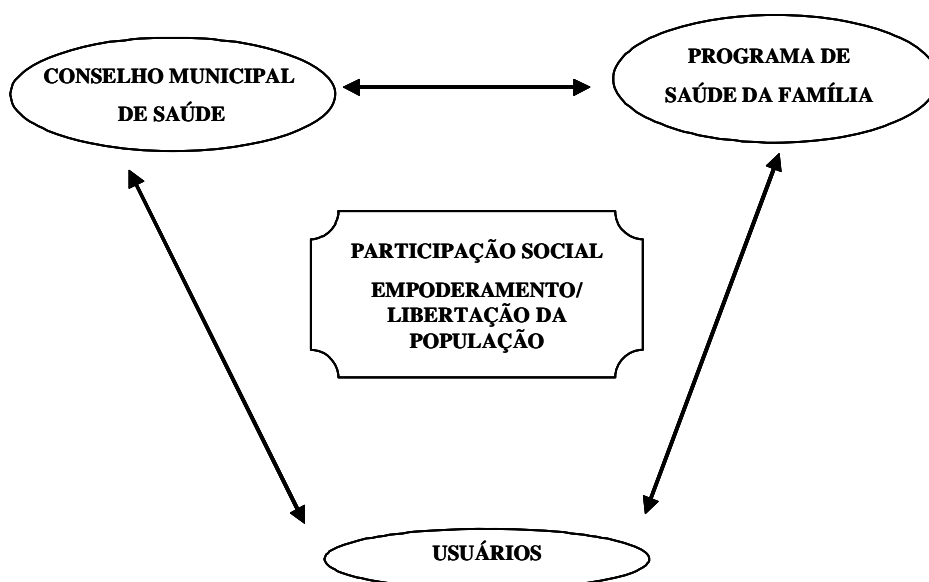 CONSELHO MUNICIPAL
DE SAÚDE
PROGRAMA DE
SAÚDE DA FAMÍLIA
PARTICIPAÇÃO SOCIAL
EMPODERAMENTO/
LIBERTAÇÃO DA
POPULAÇÃO
USUÁRIOS